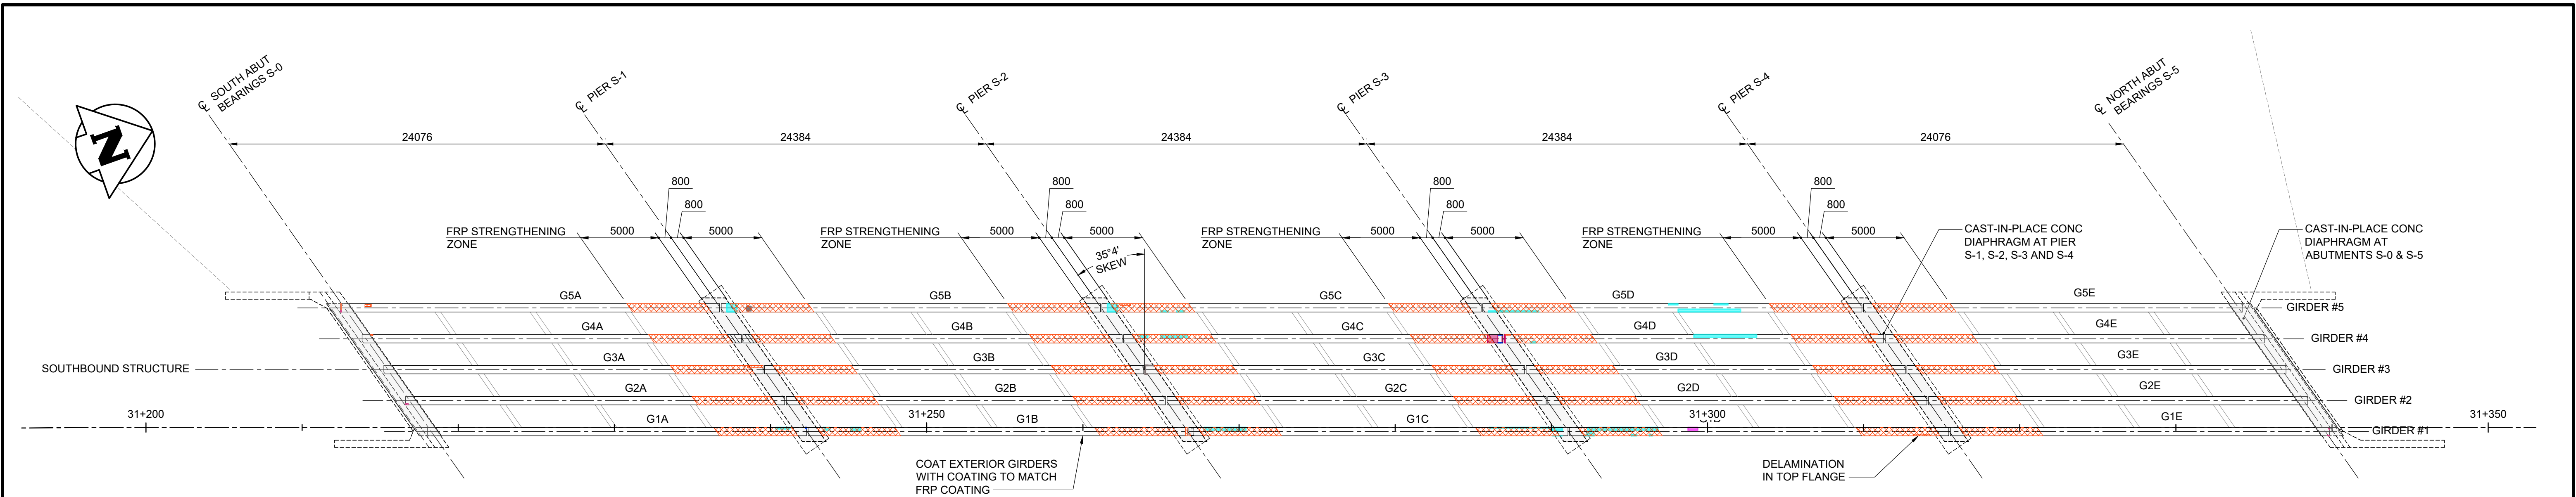 ℄ SOUTH ABUT
BEARINGS S-0
℄ PIER S-1
℄ PIER S-2
℄ PIER S-3
℄ PIER S-4
℄ NORTH ABUT
BEARINGS S-5
N
24076
24384
24384
24384
24076
800
800
800
800
800
800
800
800
FRP STRENGTHENING
ZONE
5000
5000
FRP STRENGTHENING
ZONE
5000
5000
FRP STRENGTHENING
ZONE
5000
5000
FRP STRENGTHENING
ZONE
5000
5000
35°4'
SKEW
CAST-IN-PLACE CONC
DIAPHRAGM AT PIER
S-1, S-2, S-3 AND S-4
CAST-IN-PLACE CONC
DIAPHRAGM AT
ABUTMENTS S-0 & S-5
G5A
G5B
G5C
G5D
G5E
GIRDER #5
G4A
G4B
G4C
G4D
G4E
GIRDER #4
SOUTHBOUND STRUCTURE
G3A
G3B
G3C
G3D
G3E
GIRDER #3
G2A
G2B
G2C
G2D
G2E
GIRDER #2
31+200
G1A
31+250
G1B
G1C
31+300
G1E
31+350
GIRDER #1
COAT EXTERIOR GIRDERS
WITH COATING TO MATCH
FRP COATING
DELAMINATION
IN TOP FLANGE